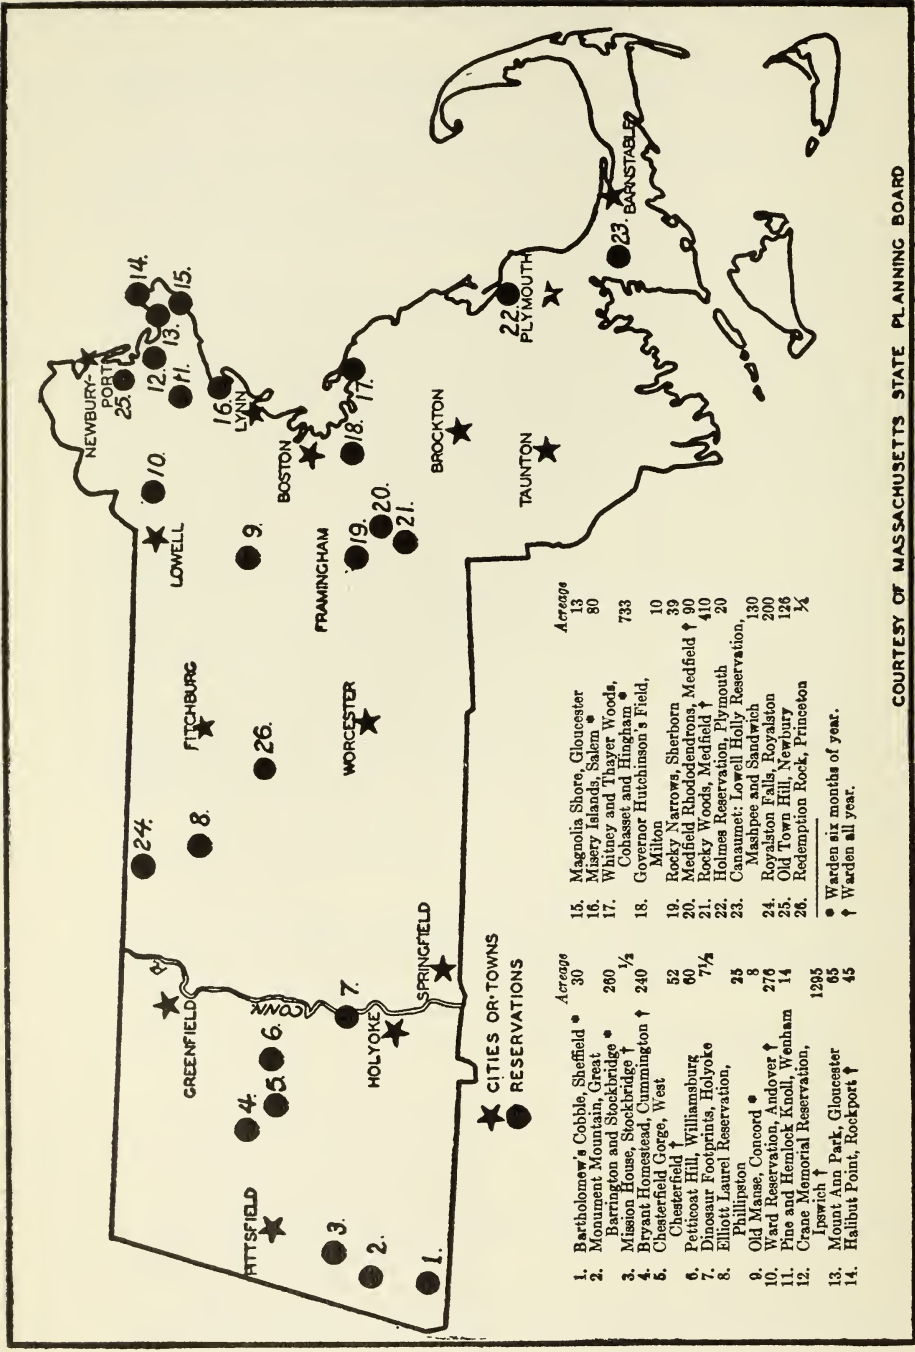 NEWBURY-
PORT
25.
14.
12.
13.
15.
11.
16.
LYNN
10.
LOWELL
24.
FITCHBURG
8.
9.
26.
GREENFIELD
CONN
4.
5.
6.
PITTSFIELD
BOSTON
18.
17.
FRAMINGHAM
19.
20.
21.
WORCESTER
7.
HOLYOKE
SPRINGFIELD
3.
2.
1.
BROCKTON
TAUNTON
22.
PLYMOUTH
23.
BARNSTABLE
CITIES OR TOWNS
RESERVATIONS
Acreage
1. Bartholomew's Cobble, Sheffield * 30
2. Monument Mountain, Great
Barrington and Stockbridge * 260
3. Mission House, Stockbridge † ½
4. Bryant Homestead, Cummington † 240
5. Chesterfield Gorge, West
Chesterfield † 52
6. Petticoat Hill, Williamsburg 60
7. Dinosaur Footprints, Holyoke 7½
8. Elliott Laurel Reservation,
Phillipston 25
9. Old Manse, Concord * 8
10. Ward Reservation, Andover † 276
11. Pine and Hemlock Knoll, Wenham 14
12. Crane Memorial Reservation,
Ipswich † 1295
13. Mount Ann Park, Gloucester 65
14. Halibut Point, Rockport † 45
Acreage
15. Magnolia Shore, Gloucester 13
16. Misery Islands, Salem * 80
17. Whitney and Thayer Woods,
Cohasset and Hingham * 733
18. Governor Hutchinson's Field,
Milton 10
19. Rocky Narrows, Sherborn 39
20. Medfield Rhododendrons, Medfield † 90
21. Rocky Woods, Medfield † 410
22. Holmes Reservation, Plymouth 20
23. Canaumet: Lowell Holly Reservation,
Mashpee and Sandwich 130
24. Royalston Falls, Royalston 200
25. Old Town Hill, Newbury 126
26. Redemption Rock, Princeton ¼
* Warden six months of year.
† Warden all year.
COURTESY OF MASSACHUSETTS STATE PLANNING BOARD